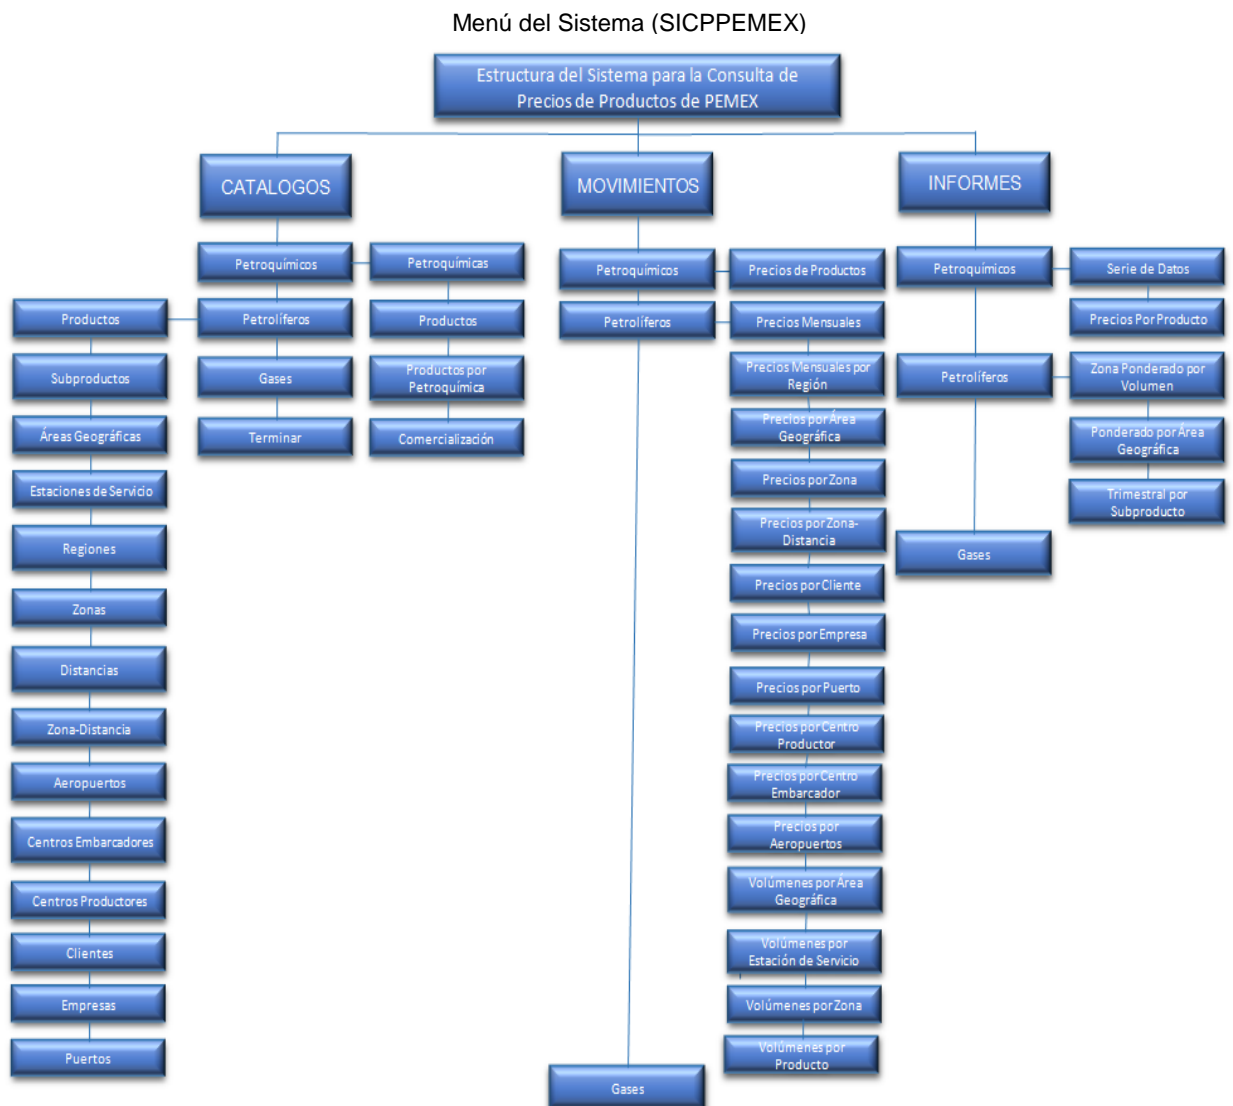 Menú del Sistema (SICPPEMEX)
Estructura del Sistema para la Consulta de
Precios de Productos de PEMEX
CATALOGOS
Petroquímicos
Petroquímicas
Productos
Petrolíferos
Productos
Subproductos
Gases
Productos por
Petroquímica
Áreas Geográficas
Terminar
Comercialización
Estaciones de Servicio
Regiones
Zonas
Distancias
Zona-Distancia
Aeropuertos
Centros Embarcadores
Centros Productores
Clientes
Empresas
Puertos
MOVIMIENTOS
Petroquímicos
Precios de Productos
Petrolíferos
Precios Mensuales
Precios Mensuales por
Región
Precios por Área
Geográfica
Precios por Zona
Precios por Zona-
Distancia
Precios por Cliente
Precios por Empresa
Precios por Puerto
Precios por Centro
Productor
Precios por Centro
Embarcador
Precios por
Aeropuertos
Volúmenes por Área
Geográfica
Volúmenes por
Estación de Servicio
Volúmenes por Zona
Volúmenes por
Producto
Gases
INFORMES
Petroquímicos
Serie de Datos
Precios Por Producto
Petrolíferos
Zona Ponderado por
Volumen
Ponderado por Área
Geográfica
Trimestral por
Subproducto
Gases